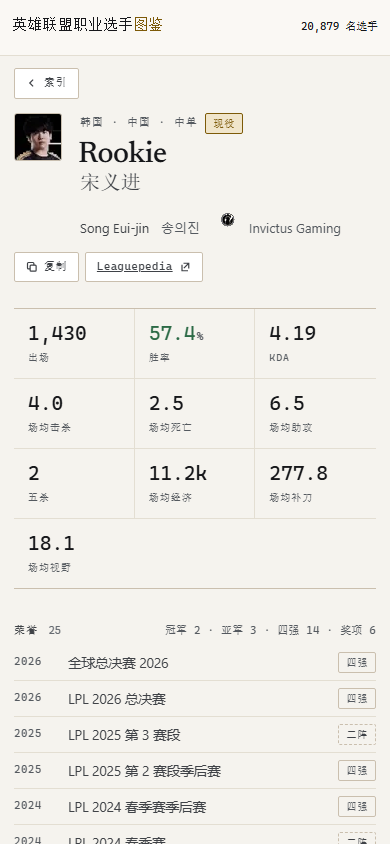 英雄联盟职业选手图鉴
20,879 名选手
索引
韩国 · 中国 · 中单 现役
Rookie
宋义进
Song Eui-jin 송의진 Invictus Gaming
复制 Leaguepedia
1,430 57.4% 4.19
出场 胜率 KDA
4.0 2.5 6.5
场均击杀 场均死亡 场均助攻
2 11.2k 277.8
五杀 场均经济 场均补刀
18.1
场均视野
荣誉 25 冠军 2 · 亚军 3 · 四强 14 · 奖项 6
2026 全球总决赛 2026 四强
2026 LPL 2026 总决赛 四强
2025 LPL 2025 第 3 赛段 二阵
2025 LPL 2025 第 2 赛段季后赛 四强
2024 LPL 2024 春季赛季后赛 四强
2024 LPL 2024 春季赛 二阵